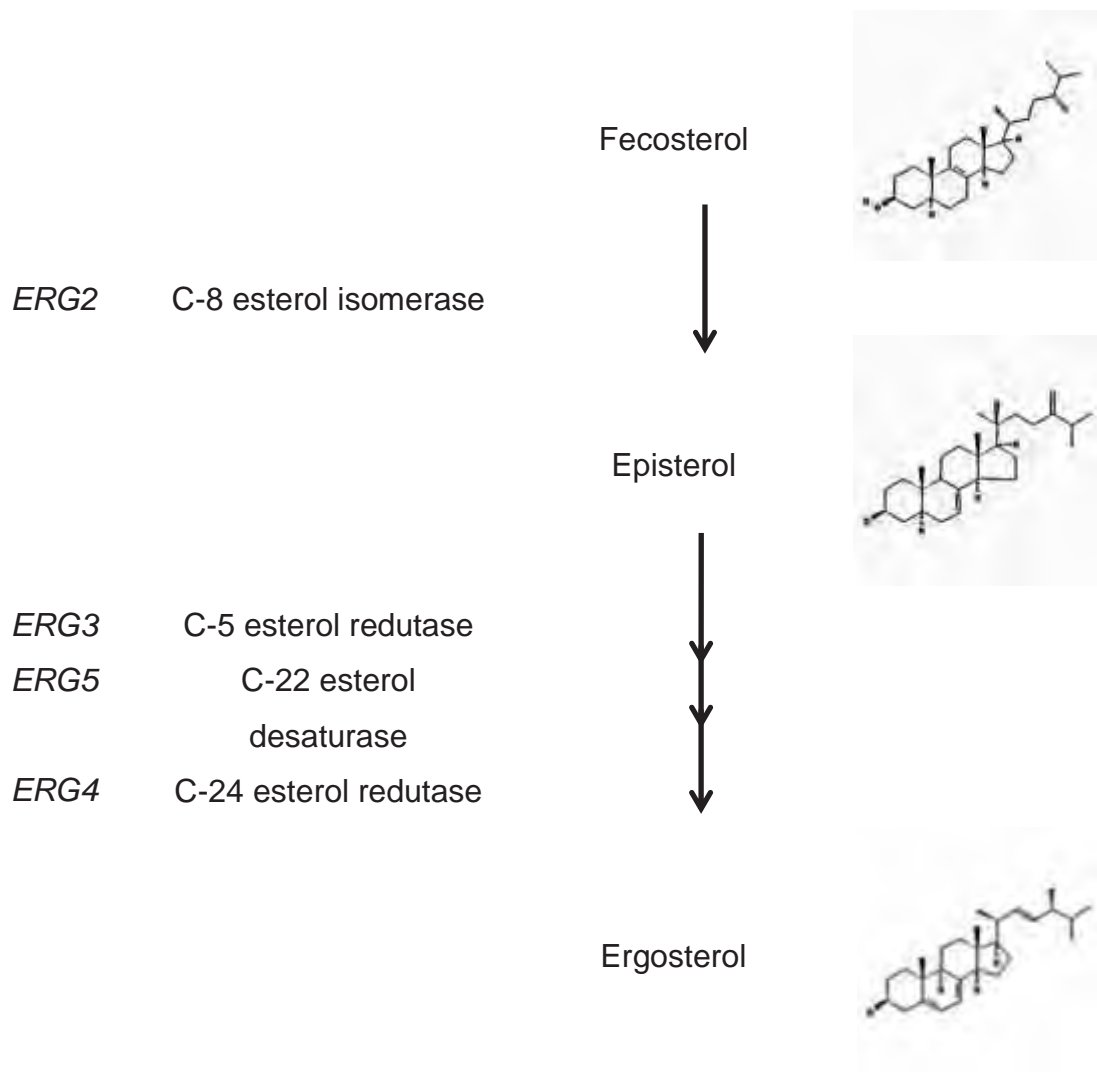 Fecosterol
ERG2 C-8 esterol isomerase
Episterol
ERG3 C-5 esterol redutase
ERG5 C-22 esterol
desaturase
ERG4 C-24 esterol redutase
Ergosterol